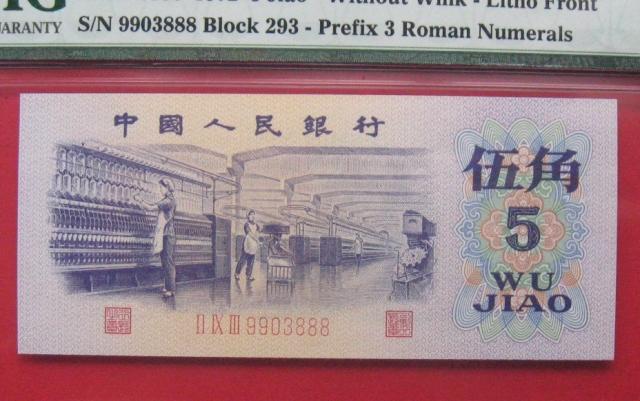 S/N 9903888 Block 293 - Prefix 3 Roman Numerals
中國人民銀行
伍角
5
WU
JIAO
II IX III 9903888